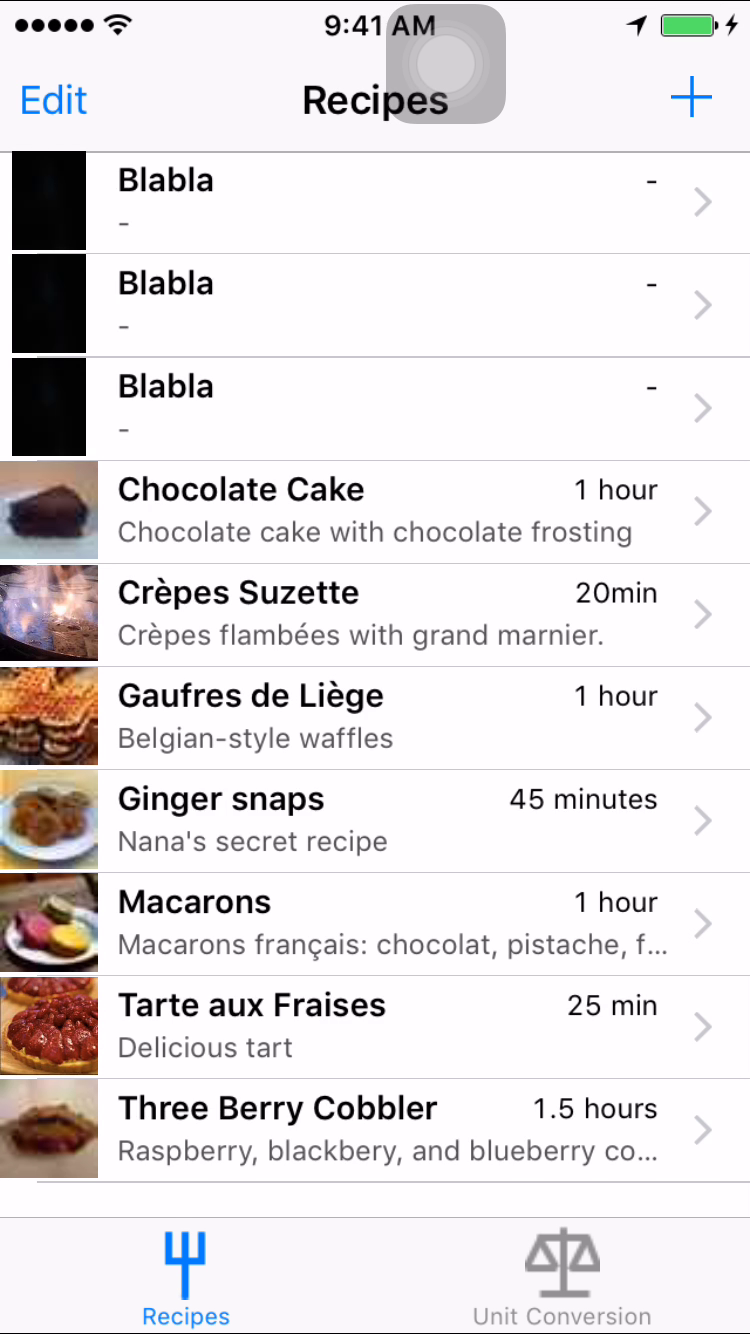 9:41 AM
Edit
Recipes
Blabla -
-
Blabla -
-
Blabla -
-
Chocolate Cake 1 hour
Chocolate cake with chocolate frosting
Crèpes Suzette 20min
Crèpes flambées with grand marnier.
Gaufres de Liège 1 hour
Belgian-style waffles
Ginger snaps 45 minutes
Nana's secret recipe
Macarons 1 hour
Macarons français: chocolat, pistache, f...
Tarte aux Fraises 25 min
Delicious tart
Three Berry Cobbler 1.5 hours
Raspberry, blackbery, and blueberry co...
Recipes Unit Conversion